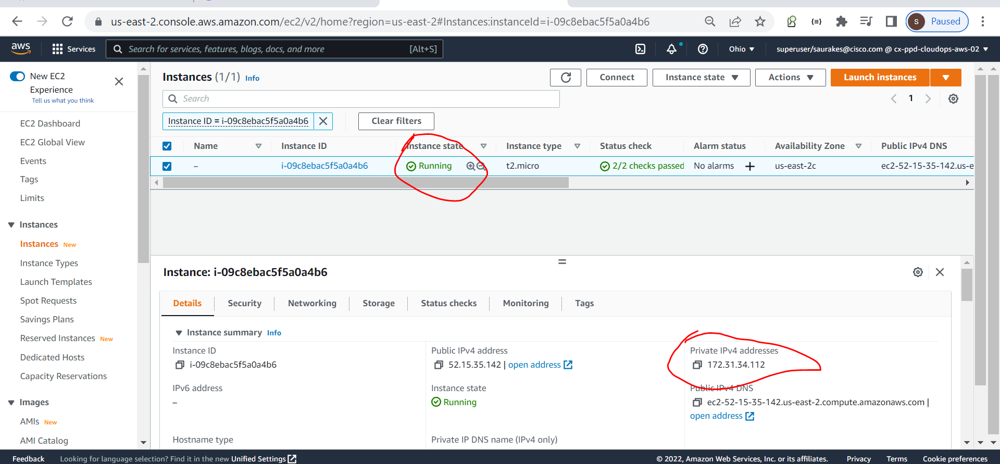 us-east-2.console.aws.amazon.com/ec2/v2/home?region=us-east-2#Instances:instanceId=i-09c8ebac5f5a0a4b6
S Paused
aws Services Search for services, features, blogs, docs, and more [Alt+S] Ohio superuser/saurakes@cisco.com @ cx-ppd-cloudops-aws-02
New EC2
Experience
Tell us what you think
EC2 Dashboard
EC2 Global View
Events
Tags
Limits
Instances
Instances New
Instance Types
Launch Templates
Spot Requests
Savings Plans
Reserved Instances New
Dedicated Hosts
Capacity Reservations
Images
AMIs New
AMI Catalog
Instances (1/1) Info
Connect Instance state Actions Launch instances
Search
1
Instance ID = i-09c8ebac5f5a0a4b6 Clear filters
Name Instance ID Instance state Instance type Status check Alarm status Availability Zone Public IPv4 DNS
– i-09c8ebac5f5a0a4b6 Running t2.micro 2/2 checks passed No alarms + us-east-2c ec2-52-15-35-142.us-e
Instance: i-09c8ebac5f5a0a4b6
Details Security Networking Storage Status checks Monitoring Tags
Instance summary Info
Instance ID
i-09c8ebac5f5a0a4b6
Public IPv4 address
52.15.35.142 | open address
Private IPv4 addresses
172.31.34.112
IPv6 address
–
Instance state
Running
Public IPv4 DNS
ec2-52-15-35-142.us-east-2.compute.amazonaws.com |
open address
Hostname type
Private IP DNS name (IPv4 only)
Feedback Looking for language selection? Find it in the new Unified Settings © 2022, Amazon Web Services, Inc. or its affiliates. Privacy Terms Cookie preferences